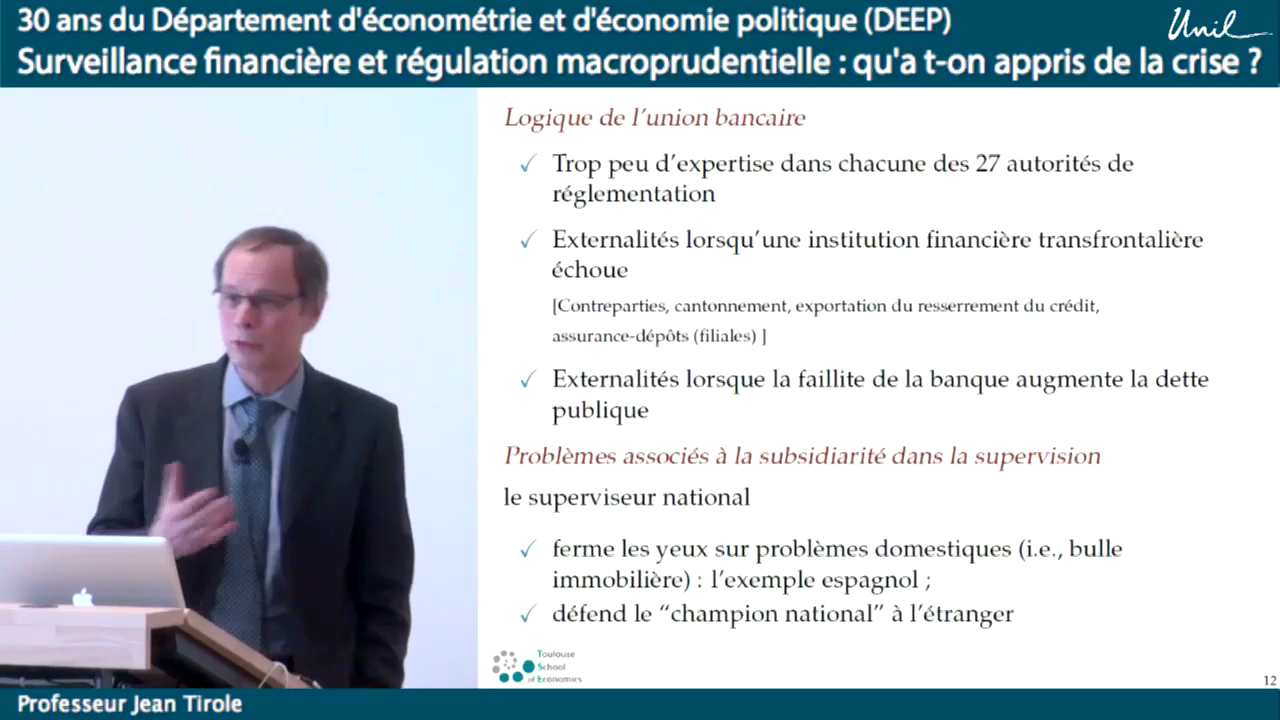 30 ans du Département d'économétrie et d'économie politique (DEEP)
Unil
Surveillance financière et régulation macroprudentielle : qu'a t-on appris de la crise ?
Logique de l'union bancaire
✓ Trop peu d'expertise dans chacune des 27 autorités de
réglementation
✓ Externalités lorsqu'une institution financière transfrontalière
échoue
[Contreparties, cantonnement, exportation du resserrement du crédit,
assurance-dépôts (filiales) ]
✓ Externalités lorsque la faillite de la banque augmente la dette
publique
Problèmes associés à la subsidiarité dans la supervision
le superviseur national
✓ ferme les yeux sur problèmes domestiques (i.e., bulle
immobilière) : l'exemple espagnol ;
✓ défend le “champion national” à l'étranger
Toulouse
School
of Economics
12
Professeur Jean Tirole